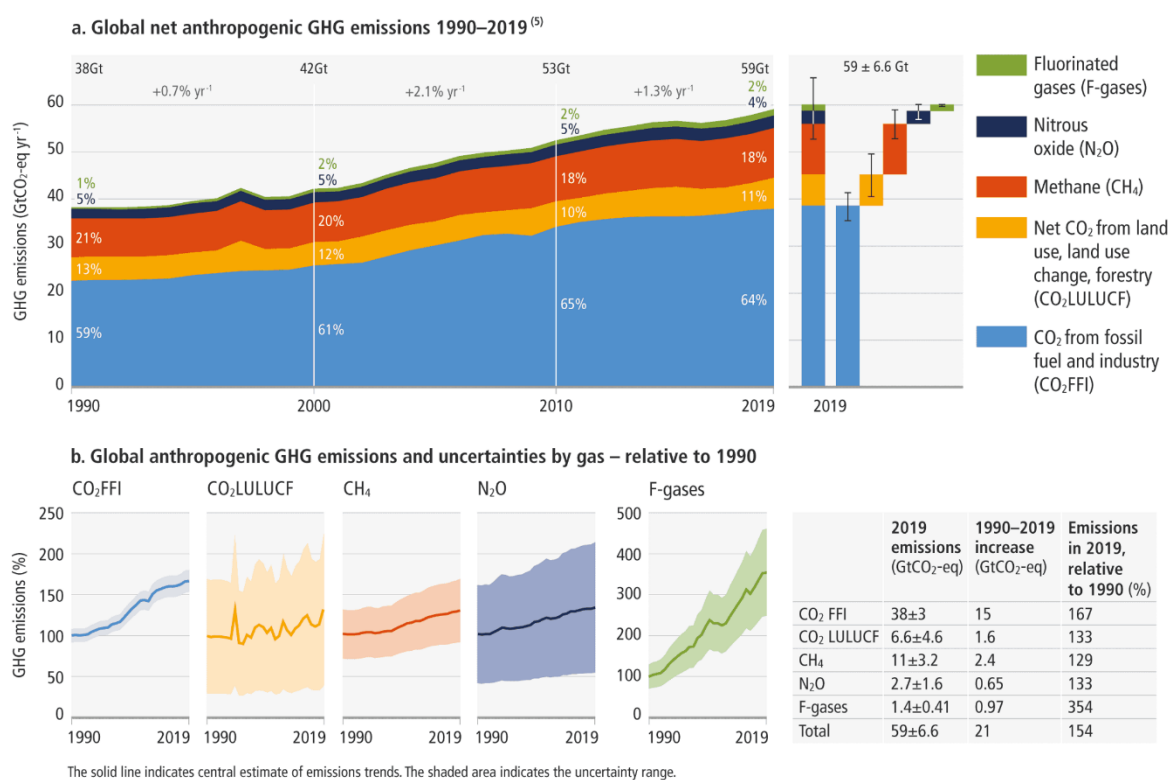 a. Global net anthropogenic GHG emissions 1990–2019 (5)
38Gt
42Gt
53Gt
59Gt
+0.7% yr-1
+2.1% yr-1
+1.3% yr-1
59 ± 6.6 Gt
GHG emissions (GtCO2-eq yr-1)
60
50
40
30
20
10
0
1%
5%
21%
13%
59%
2%
5%
20%
12%
61%
2%
5%
18%
10%
65%
2%
4%
18%
11%
64%
1990
2000
2010
2019
2019
Fluorinated
gases (F-gases)
Nitrous
oxide (N2O)
Methane (CH4)
Net CO2 from land
use, land use
change, forestry
(CO2LULUCF)
CO2 from fossil
fuel and industry
(CO2FFI)
b. Global anthropogenic GHG emissions and uncertainties by gas – relative to 1990
CO2FFI
CO2LULUCF
CH4
N2O
F-gases
GHG emissions (%)
250
200
150
100
50
0
500
400
300
200
100
0
1990 2019
1990 2019
1990 2019
1990 2019
1990 2019
2019 emissions (GtCO2-eq)
1990–2019 increase (GtCO2-eq)
Emissions in 2019, relative to 1990 (%)
CO2 FFI 38±3 15 167
CO2 LULUCF 6.6±4.6 1.6 133
CH4 11±3.2 2.4 129
N2O 2.7±1.6 0.65 133
F-gases 1.4±0.41 0.97 354
Total 59±6.6 21 154
The solid line indicates central estimate of emissions trends. The shaded area indicates the uncertainty range.